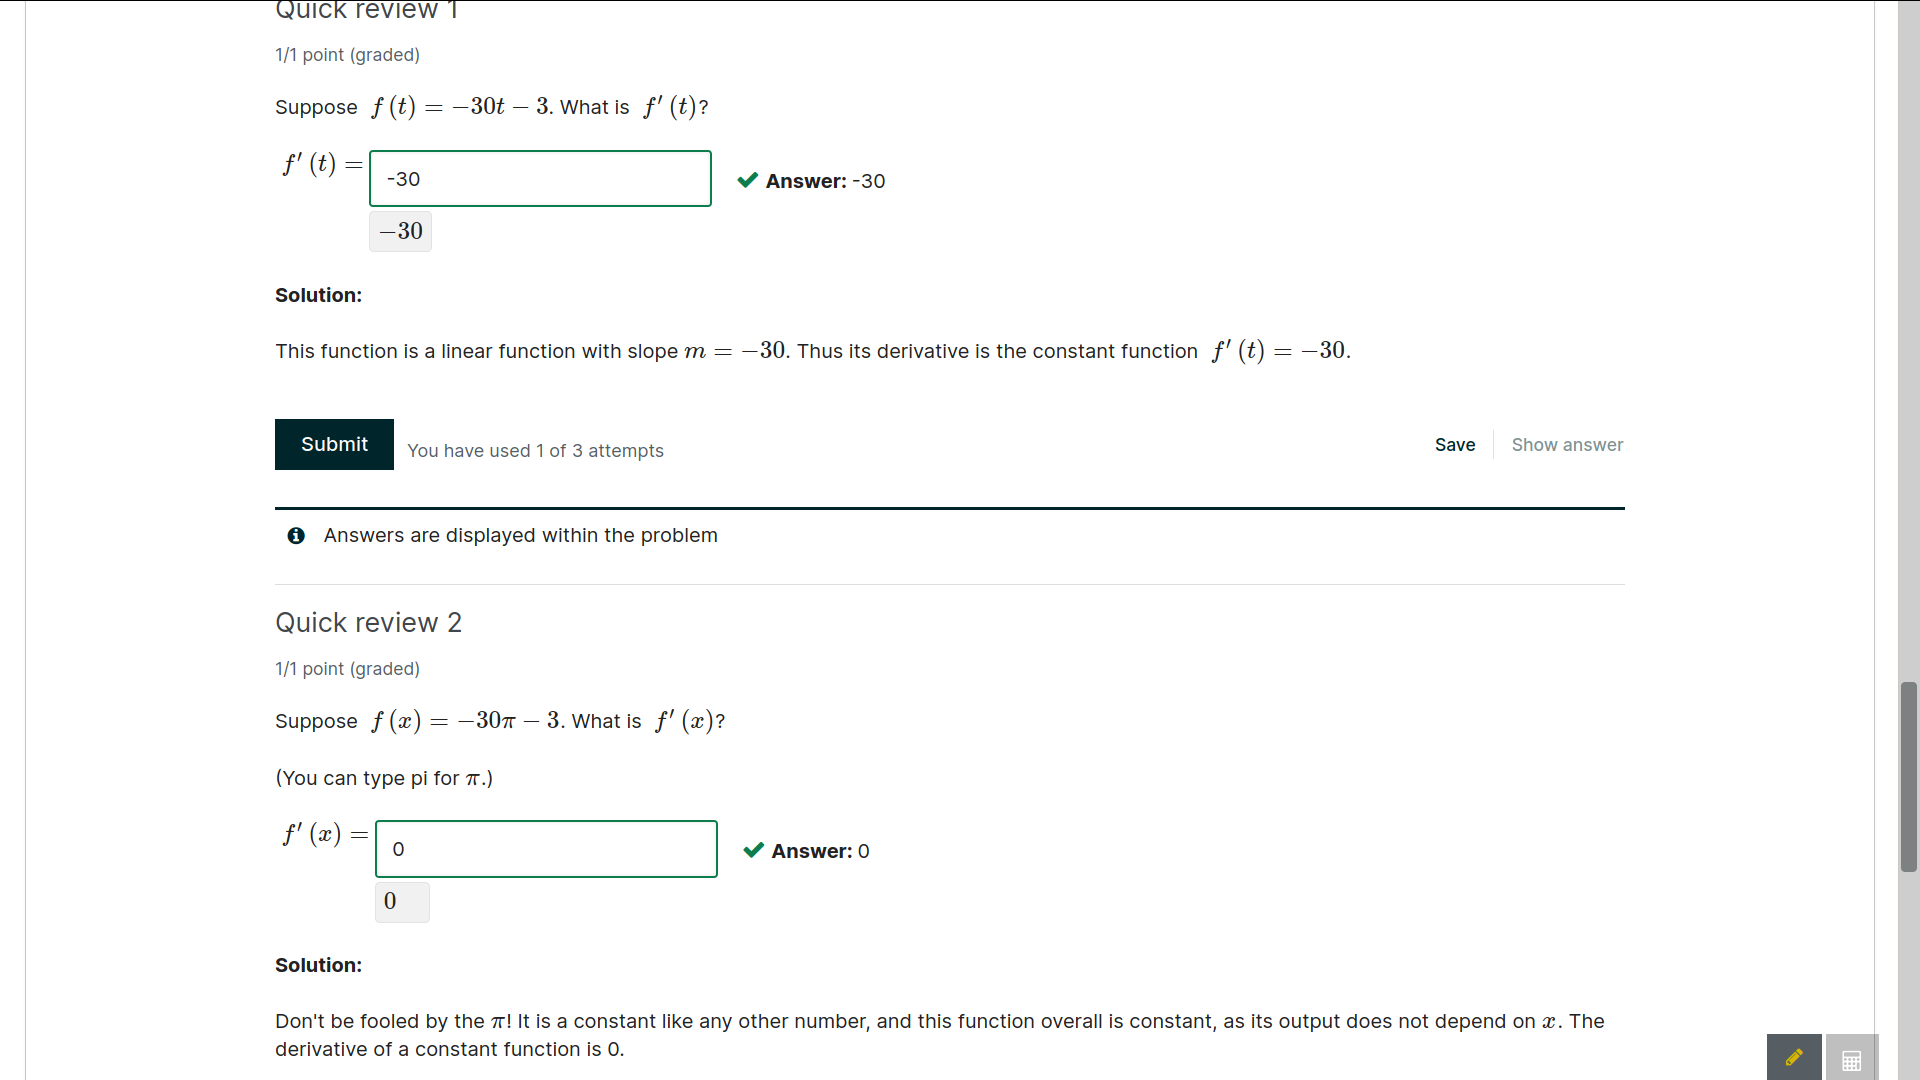 Quick review 1
1/1 point (graded)
Suppose f (t) = −30t − 3. What is f′ (t)?
f′ (t) =
-30
Answer: -30
−30
Solution:
This function is a linear function with slope m = −30. Thus its derivative is the constant function f′ (t) = −30.
Submit
You have used 1 of 3 attempts
Save
Show answer
Answers are displayed within the problem
Quick review 2
1/1 point (graded)
Suppose f (x) = −30π − 3. What is f′ (x)?
(You can type pi for π.)
f′ (x) =
0
Answer: 0
0
Solution:
Don't be fooled by the π! It is a constant like any other number, and this function overall is constant, as its output does not depend on x. The
derivative of a constant function is 0.